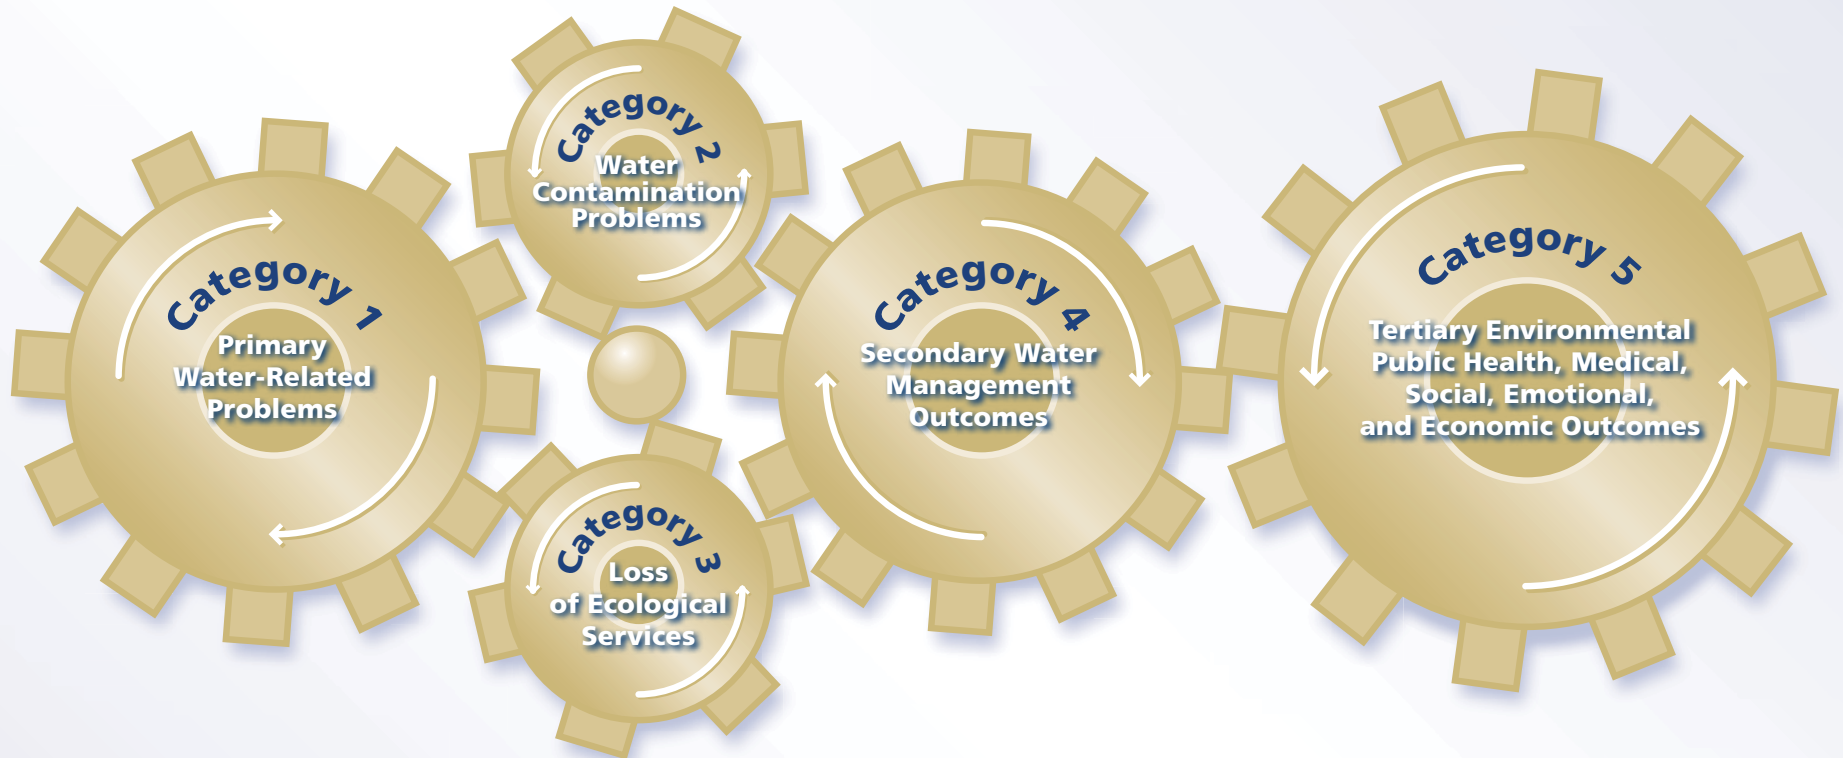 Category 1
Primary
Water-Related
Problems
Category 2
Water
Contamination
Problems
Category 3
Loss
of Ecological
Services
Category 4
Secondary Water
Management
Outcomes
Category 5
Tertiary Environmental
Public Health, Medical,
Social, Emotional,
and Economic Outcomes